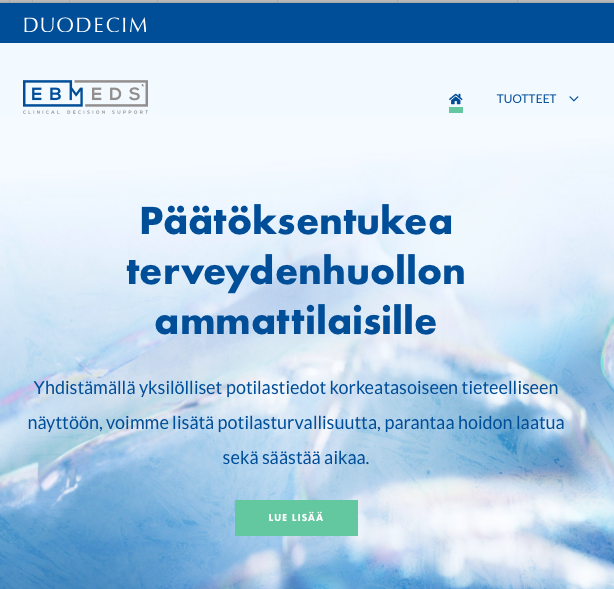 DUODECIM
EBMEDS
CLINICAL DECISION SUPPORT
TUOTTEET
Päätöksentukea
terveydenhuollon
ammattilaisille
Yhdistämällä yksilölliset potilastiedot korkeatasoiseen tieteelliseen
näyttöön, voimme lisätä potilasturvallisuutta, parantaa hoidon laatua
sekä säästää aikaa.
LUE LISÄÄ